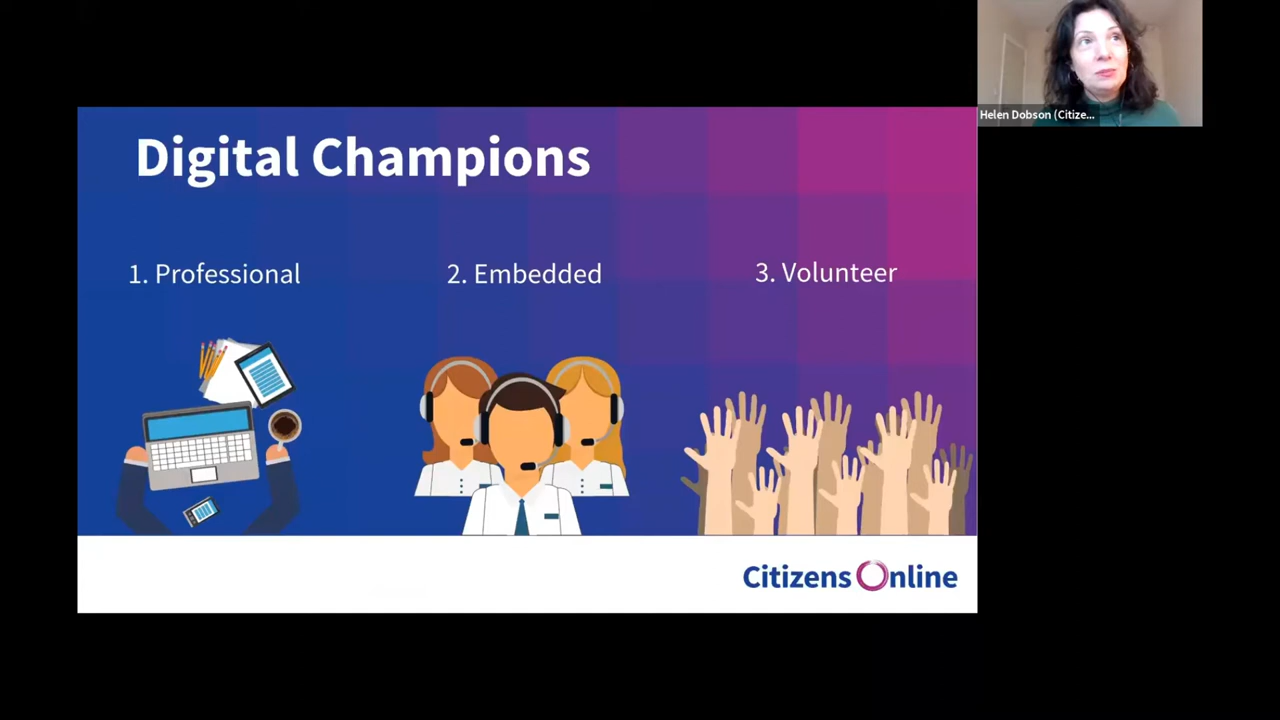 Helen Dobson (Citize...
Digital Champions
1. Professional
2. Embedded
3. Volunteer
Citizens Online